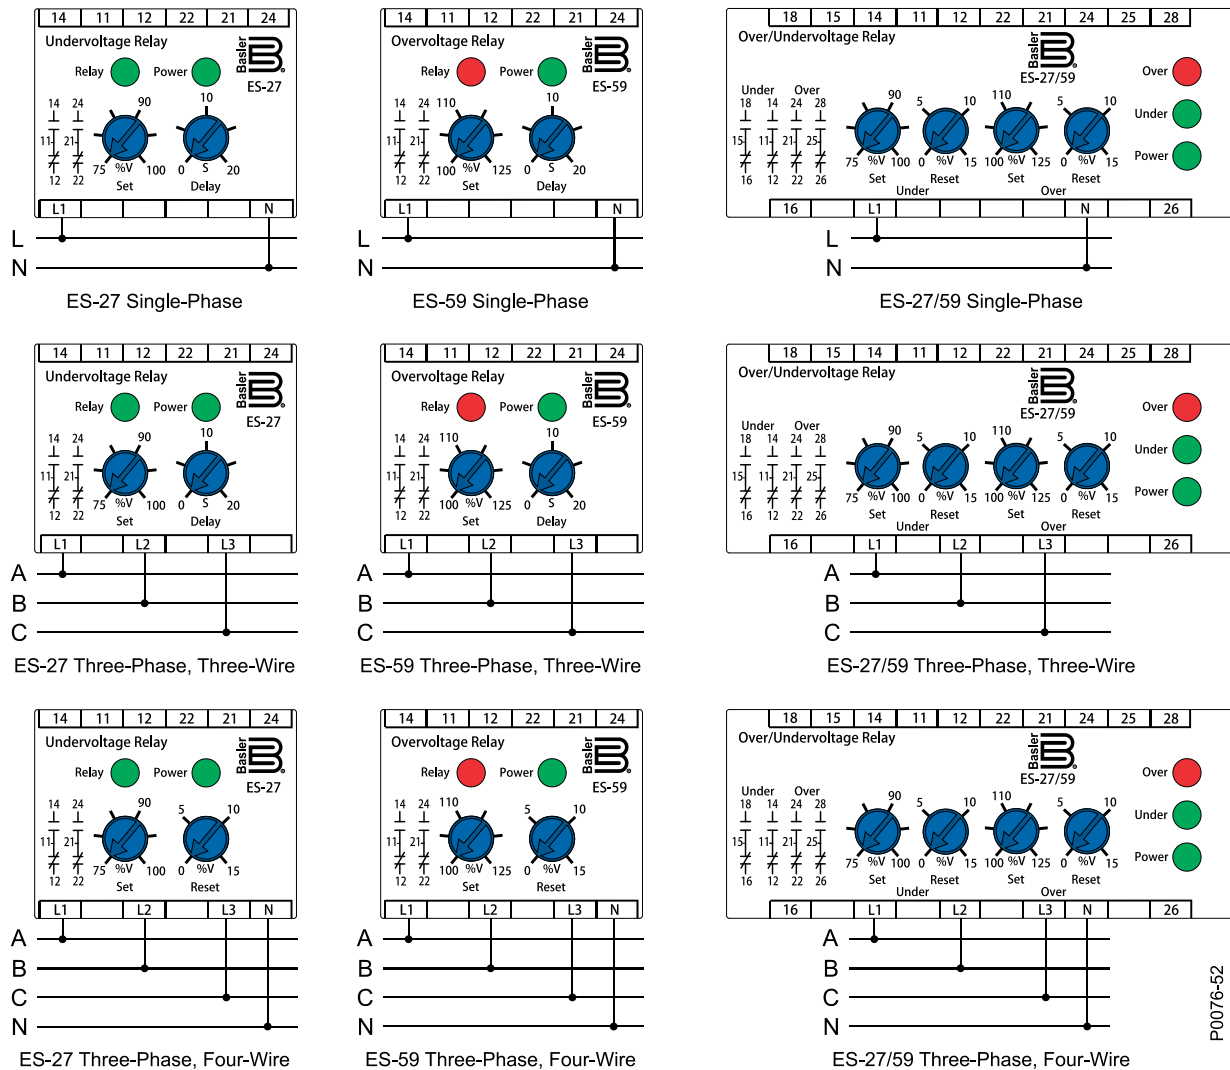 14 11 12 22 21 24
Undervoltage Relay
Basler
Relay Power
ES-27
14 24
11 21
12 22
90
75 %V 100
Set
10
0 S 20
Delay
L1 N
L
N
ES-27 Single-Phase
14 11 12 22 21 24
Overvoltage Relay
Basler
Relay Power
ES-59
14 24
11 21
12 22
110
100 %V 125
Set
10
0 S 20
Delay
L1 N
L
N
ES-59 Single-Phase
18 15 14 11 12 22 21 24 25 28
Over/Undervoltage Relay
Basler
ES-27/59
Over
Under
Power
Under Over
18 14 24 28
15 11 21 25
16 12 22 26
90 5 10 110 5 10
75 %V 100 0 %V 15 100 %V 125 0 %V 15
Set Reset Set Reset
Under Over
16 L1 N 26
L
N
ES-27/59 Single-Phase
14 11 12 22 21 24
Undervoltage Relay
Basler
Relay Power
ES-27
14 24
11 21
12 22
90
75 %V 100
Set
10
0 S 20
Delay
L1 L2 L3
A
B
C
ES-27 Three-Phase, Three-Wire
14 11 12 22 21 24
Overvoltage Relay
Basler
Relay Power
ES-59
14 24
11 21
12 22
110
100 %V 125
Set
10
0 S 20
Delay
L1 L2 L3
A
B
C
ES-59 Three-Phase, Three-Wire
18 15 14 11 12 22 21 24 25 28
Over/Undervoltage Relay
Basler
ES-27/59
Over
Under
Power
Under Over
18 14 24 28
15 11 21 25
16 12 22 26
90 5 10 110 5 10
75 %V 100 0 %V 15 100 %V 125 0 %V 15
Set Reset Set Reset
Under Over
16 L1 L2 L3 26
A
B
C
ES-27/59 Three-Phase, Three-Wire
14 11 12 22 21 24
Undervoltage Relay
Basler
Relay Power
ES-27
14 24
11 21
12 22
90
75 %V 100
Set
5 10
0 %V 15
Reset
L1 L2 L3 N
A
B
C
N
ES-27 Three-Phase, Four-Wire
14 11 12 22 21 24
Overvoltage Relay
Basler
Relay Power
ES-59
14 24
11 21
12 22
110
100 %V 125
Set
5 10
0 %V 15
Reset
L1 L2 L3 N
A
B
C
N
ES-59 Three-Phase, Four-Wire
18 15 14 11 12 22 21 24 25 28
Over/Undervoltage Relay
Basler
ES-27/59
Over
Under
Power
Under Over
18 14 24 28
15 11 21 25
16 12 22 26
90 5 10 110 5 10
75 %V 100 0 %V 15 100 %V 125 0 %V 15
Set Reset Set Reset
Under Over
16 L1 L2 L3 N 26
A
B
C
N
ES-27/59 Three-Phase, Four-Wire
P0076-52